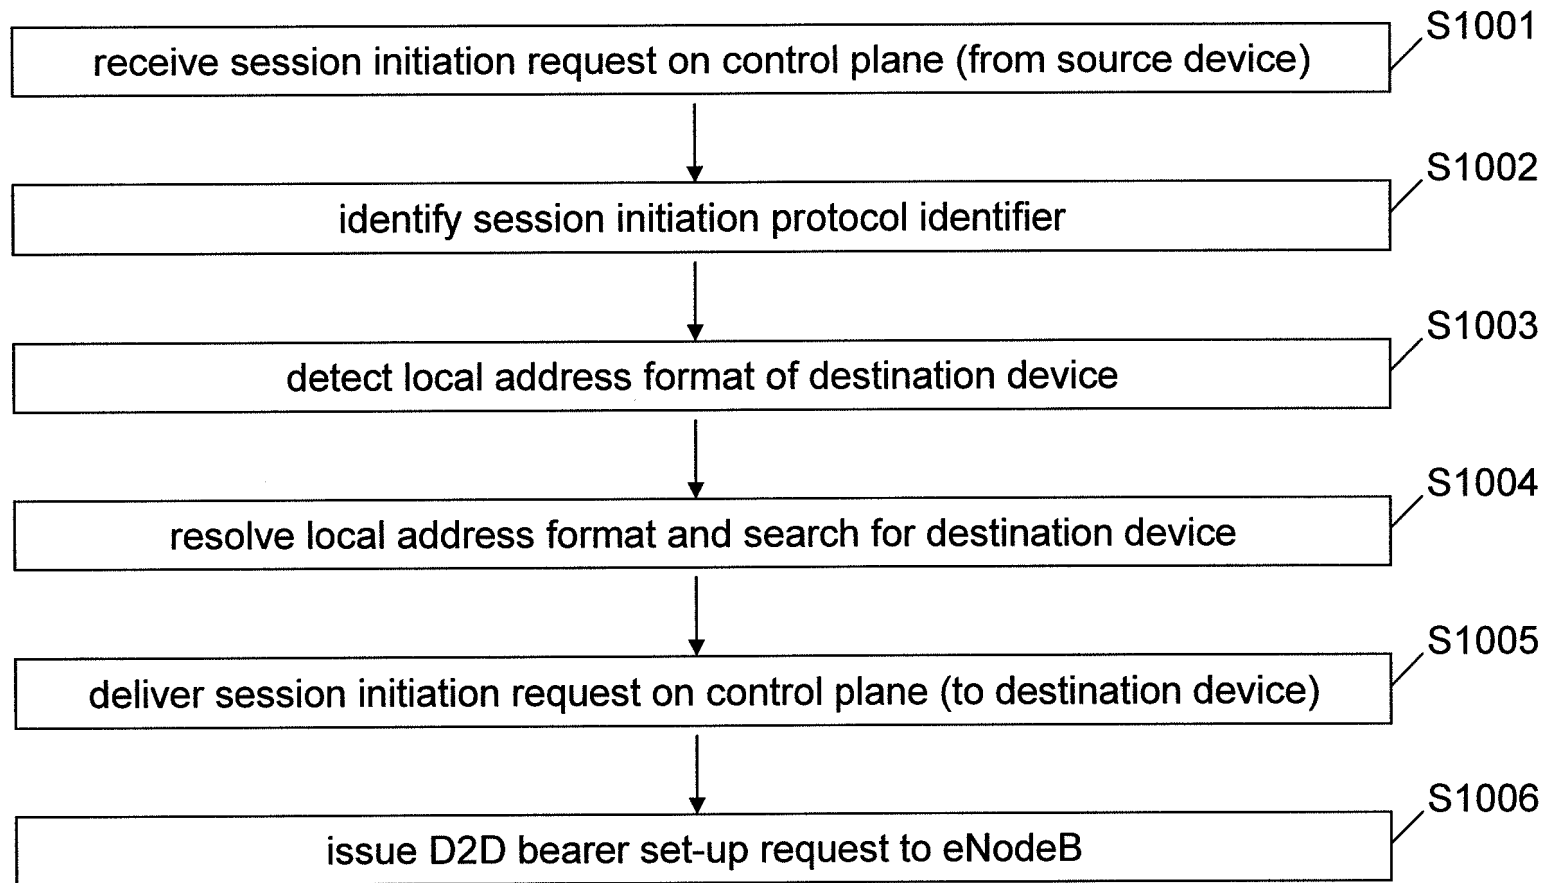 S1001
receive session initiation request on control plane (from source device)
S1002
identify session initiation protocol identifier
S1003
detect local address format of destination device
S1004
resolve local address format and search for destination device
S1005
deliver session initiation request on control plane (to destination device)
S1006
issue D2D bearer set-up request to eNodeB